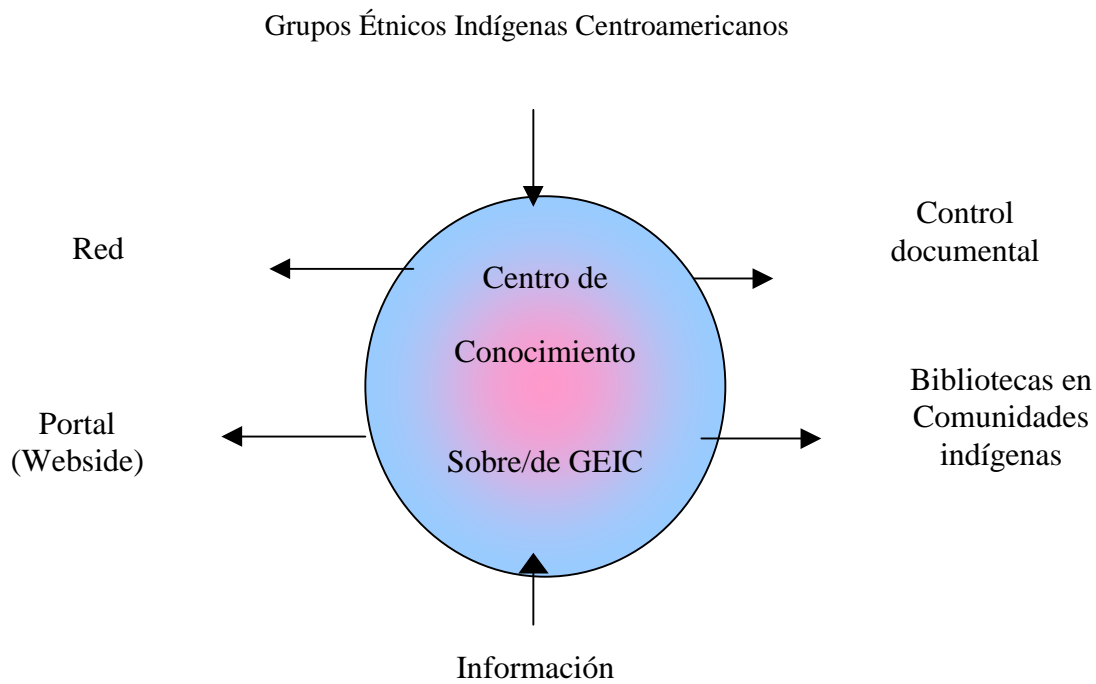 Grupos Étnicos Indígenas Centroamericanos
Red
Centro de
Control
documental
Conocimiento
Portal
(Webside)
Sobre/de GEIC
Bibliotecas en
Comunidades
indígenas
Información